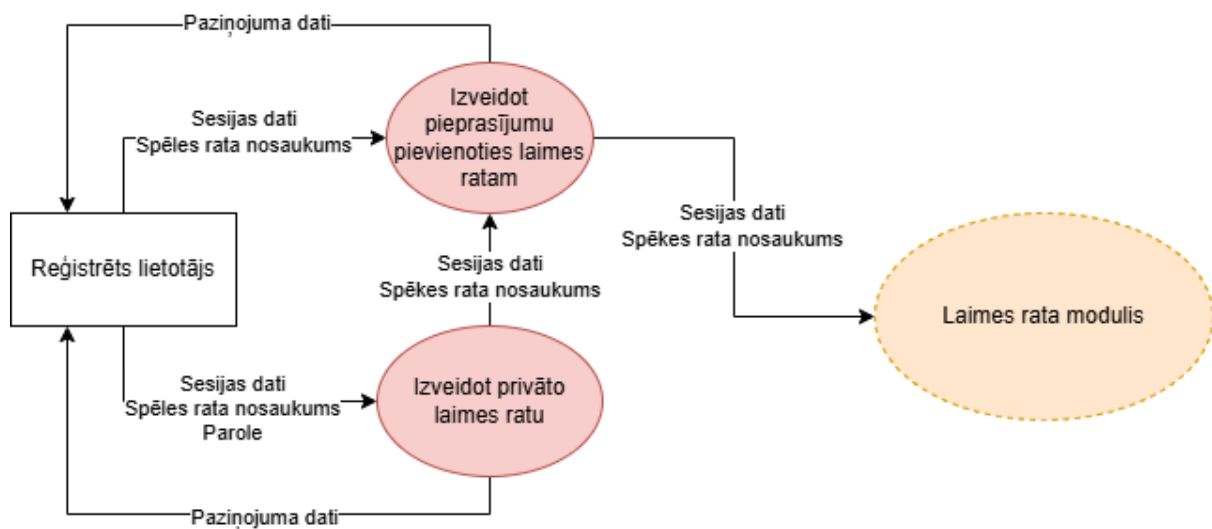 Paziņojuma dati
Sesijas dati
Spēles rata nosaukums
Izveidot
pieprasījumu
pievienoties laimes
ratam
Sesijas dati
Spēkes rata nosaukums
Reģistrēts lietotājs
Sesijas dati
Spēkes rata nosaukums
Laimes rata modulis
Sesijas dati
Spēles rata nosaukums
Parole
Izveidot privāto
laimes ratu
Paziņojuma dati